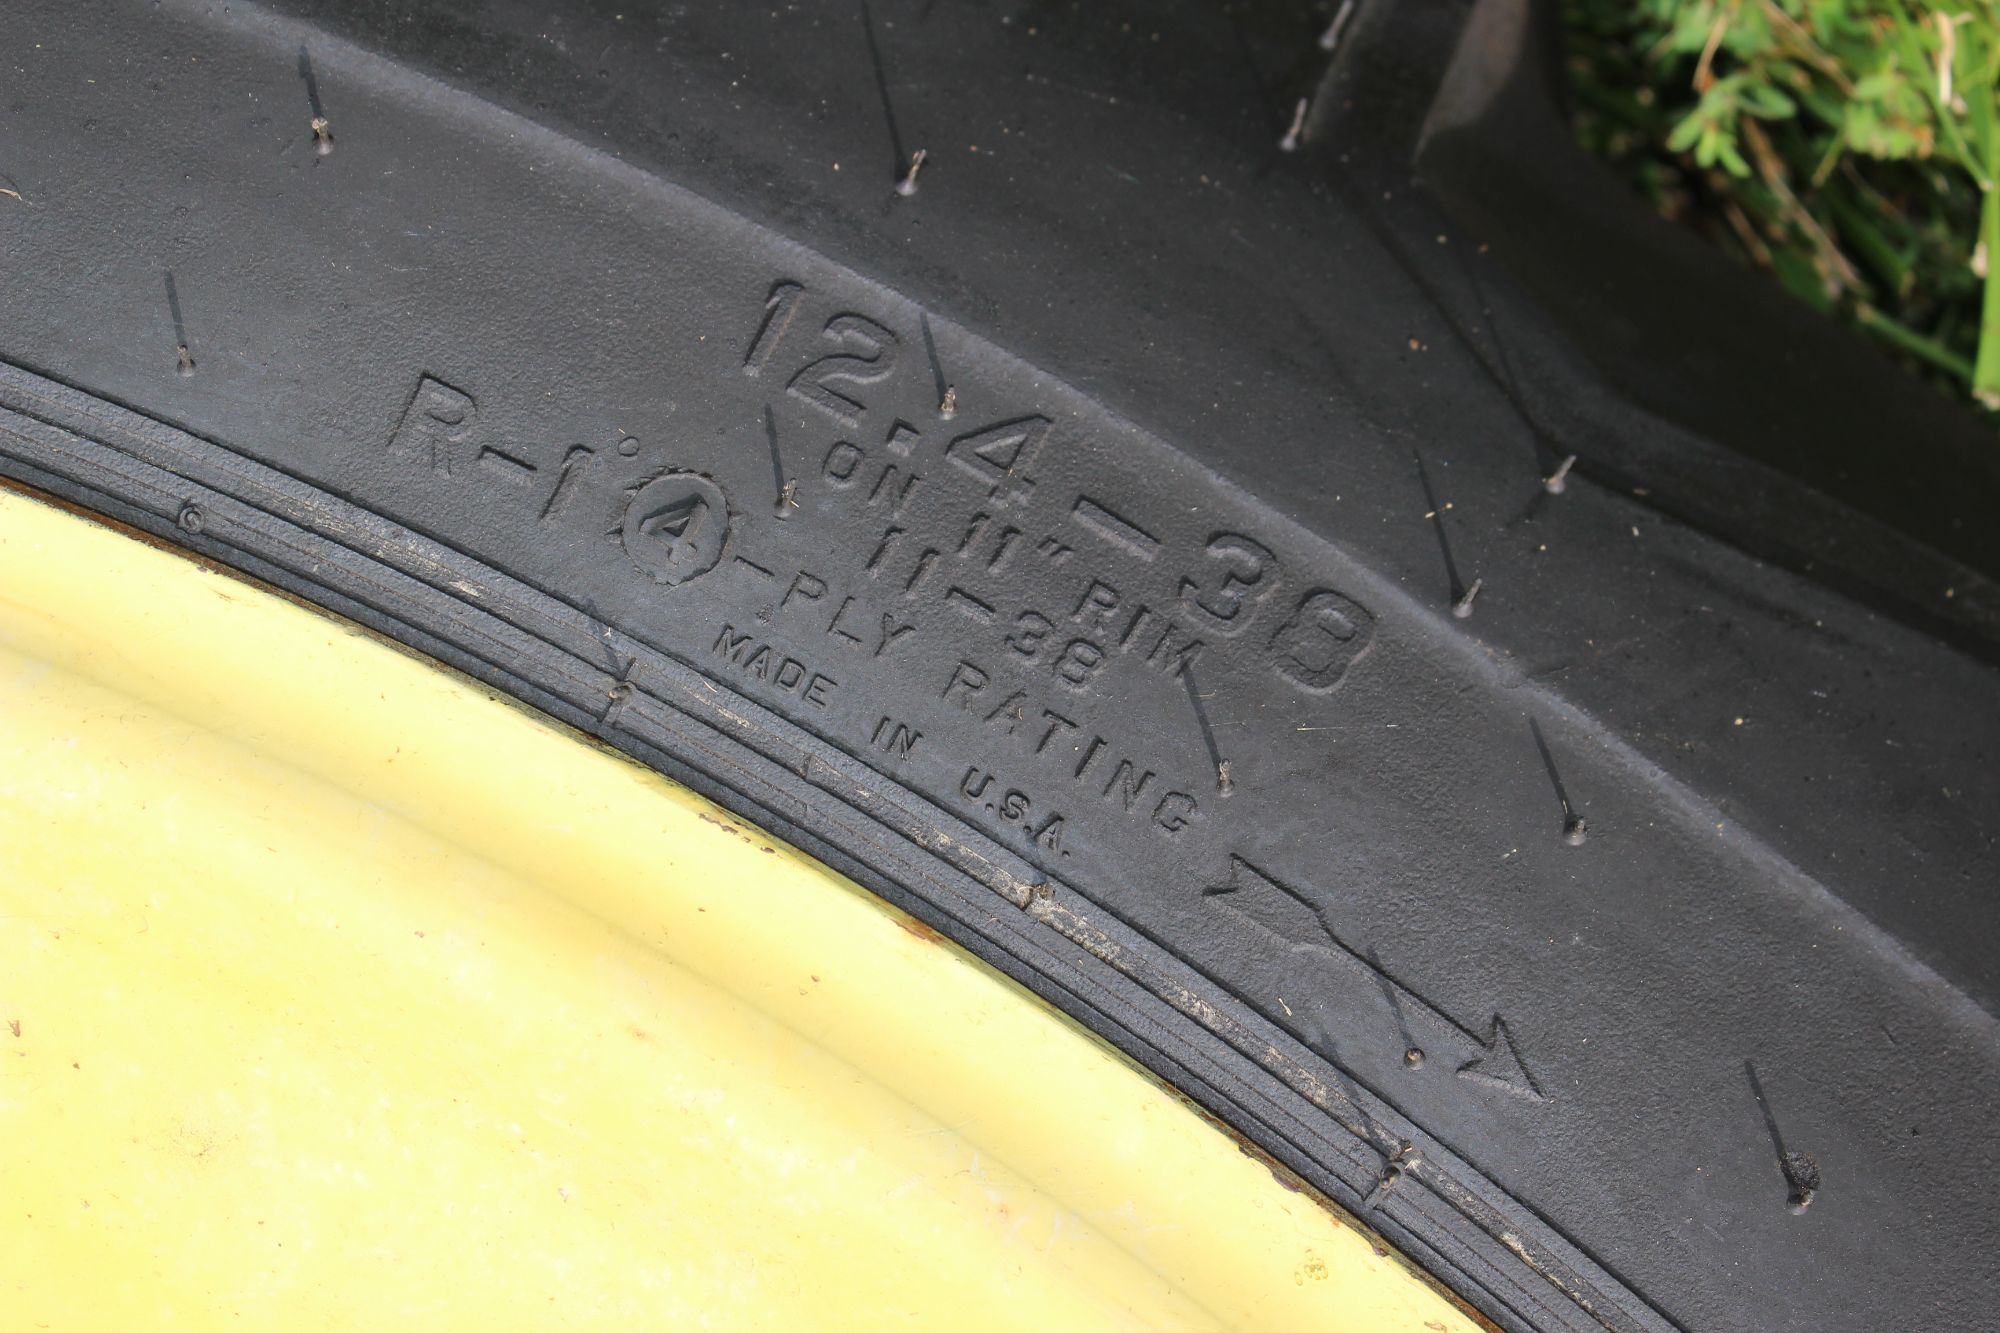 12.4-38
ON 11" RIM
11-38
R-1 4-PLY RATING
MADE IN U.S.A.